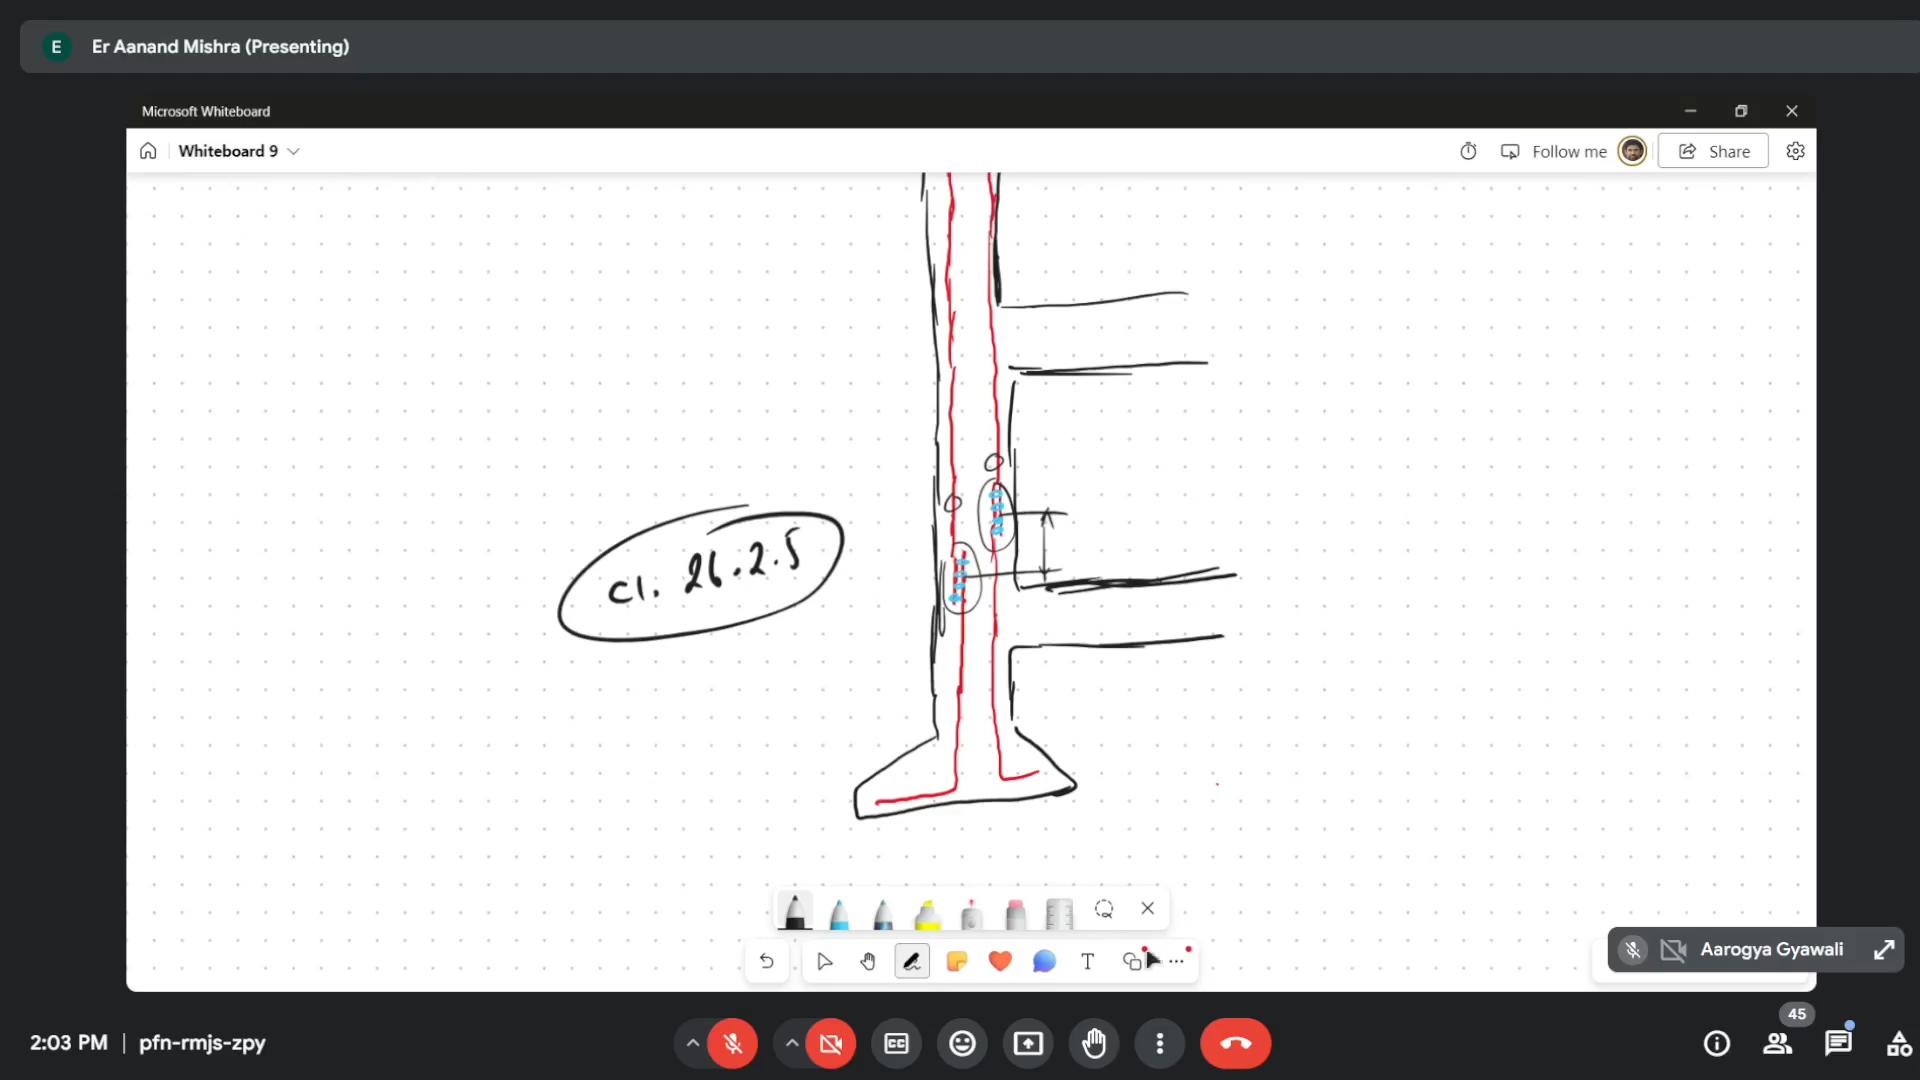 E Er Aanand Mishra (Presenting)
Microsoft Whiteboard
Whiteboard 9
Follow me
Share
cl. 26.2.5
T
Aarogya Gyawali
45
2:03 PM | pfn-rmjs-zpy
CC